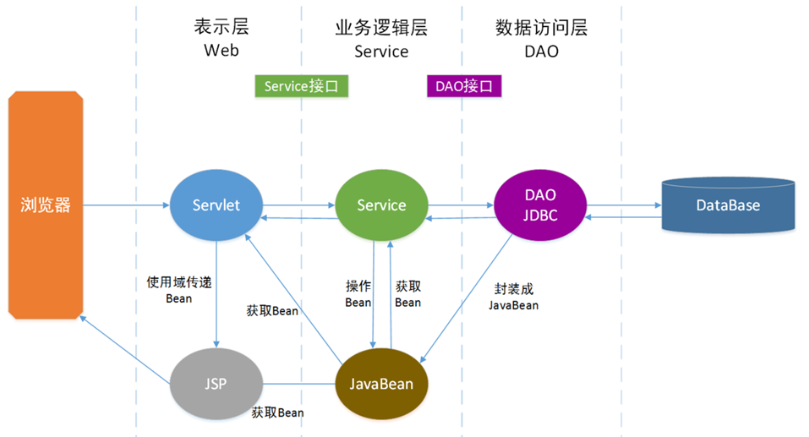 表示层
Web
业务逻辑层
Service
数据访问层
DAO
Service接口
DAO接口
浏览器
Servlet
Service
DAO
JDBC
DataBase
使用域传递
Bean
获取Bean
操作
Bean
获取
Bean
封装成
JavaBean
JSP
获取Bean
JavaBean